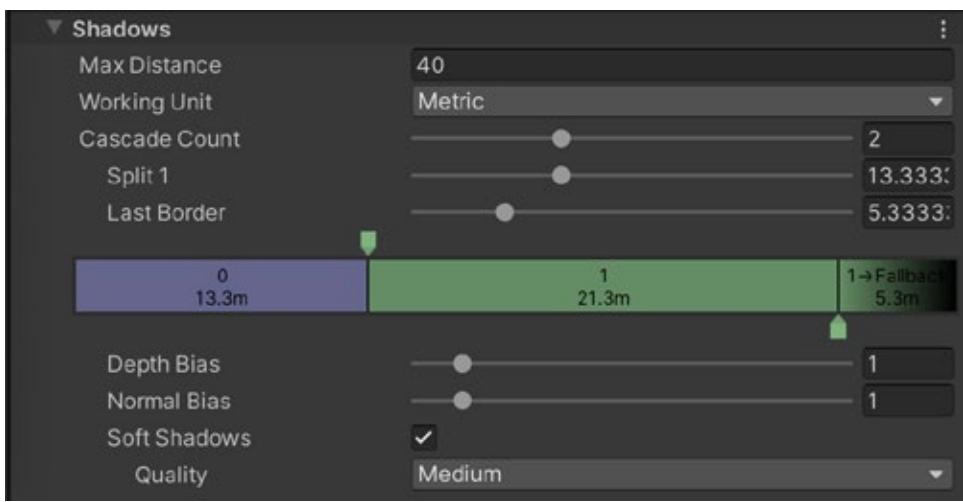 Shadows
Max Distance 40
Working Unit Metric
Cascade Count 2
Split 1 13.333
Last Border 5.3333
0 1 1→Fallback
13.3m 21.3m 5.3m
Depth Bias 1
Normal Bias 1
Soft Shadows
Quality Medium